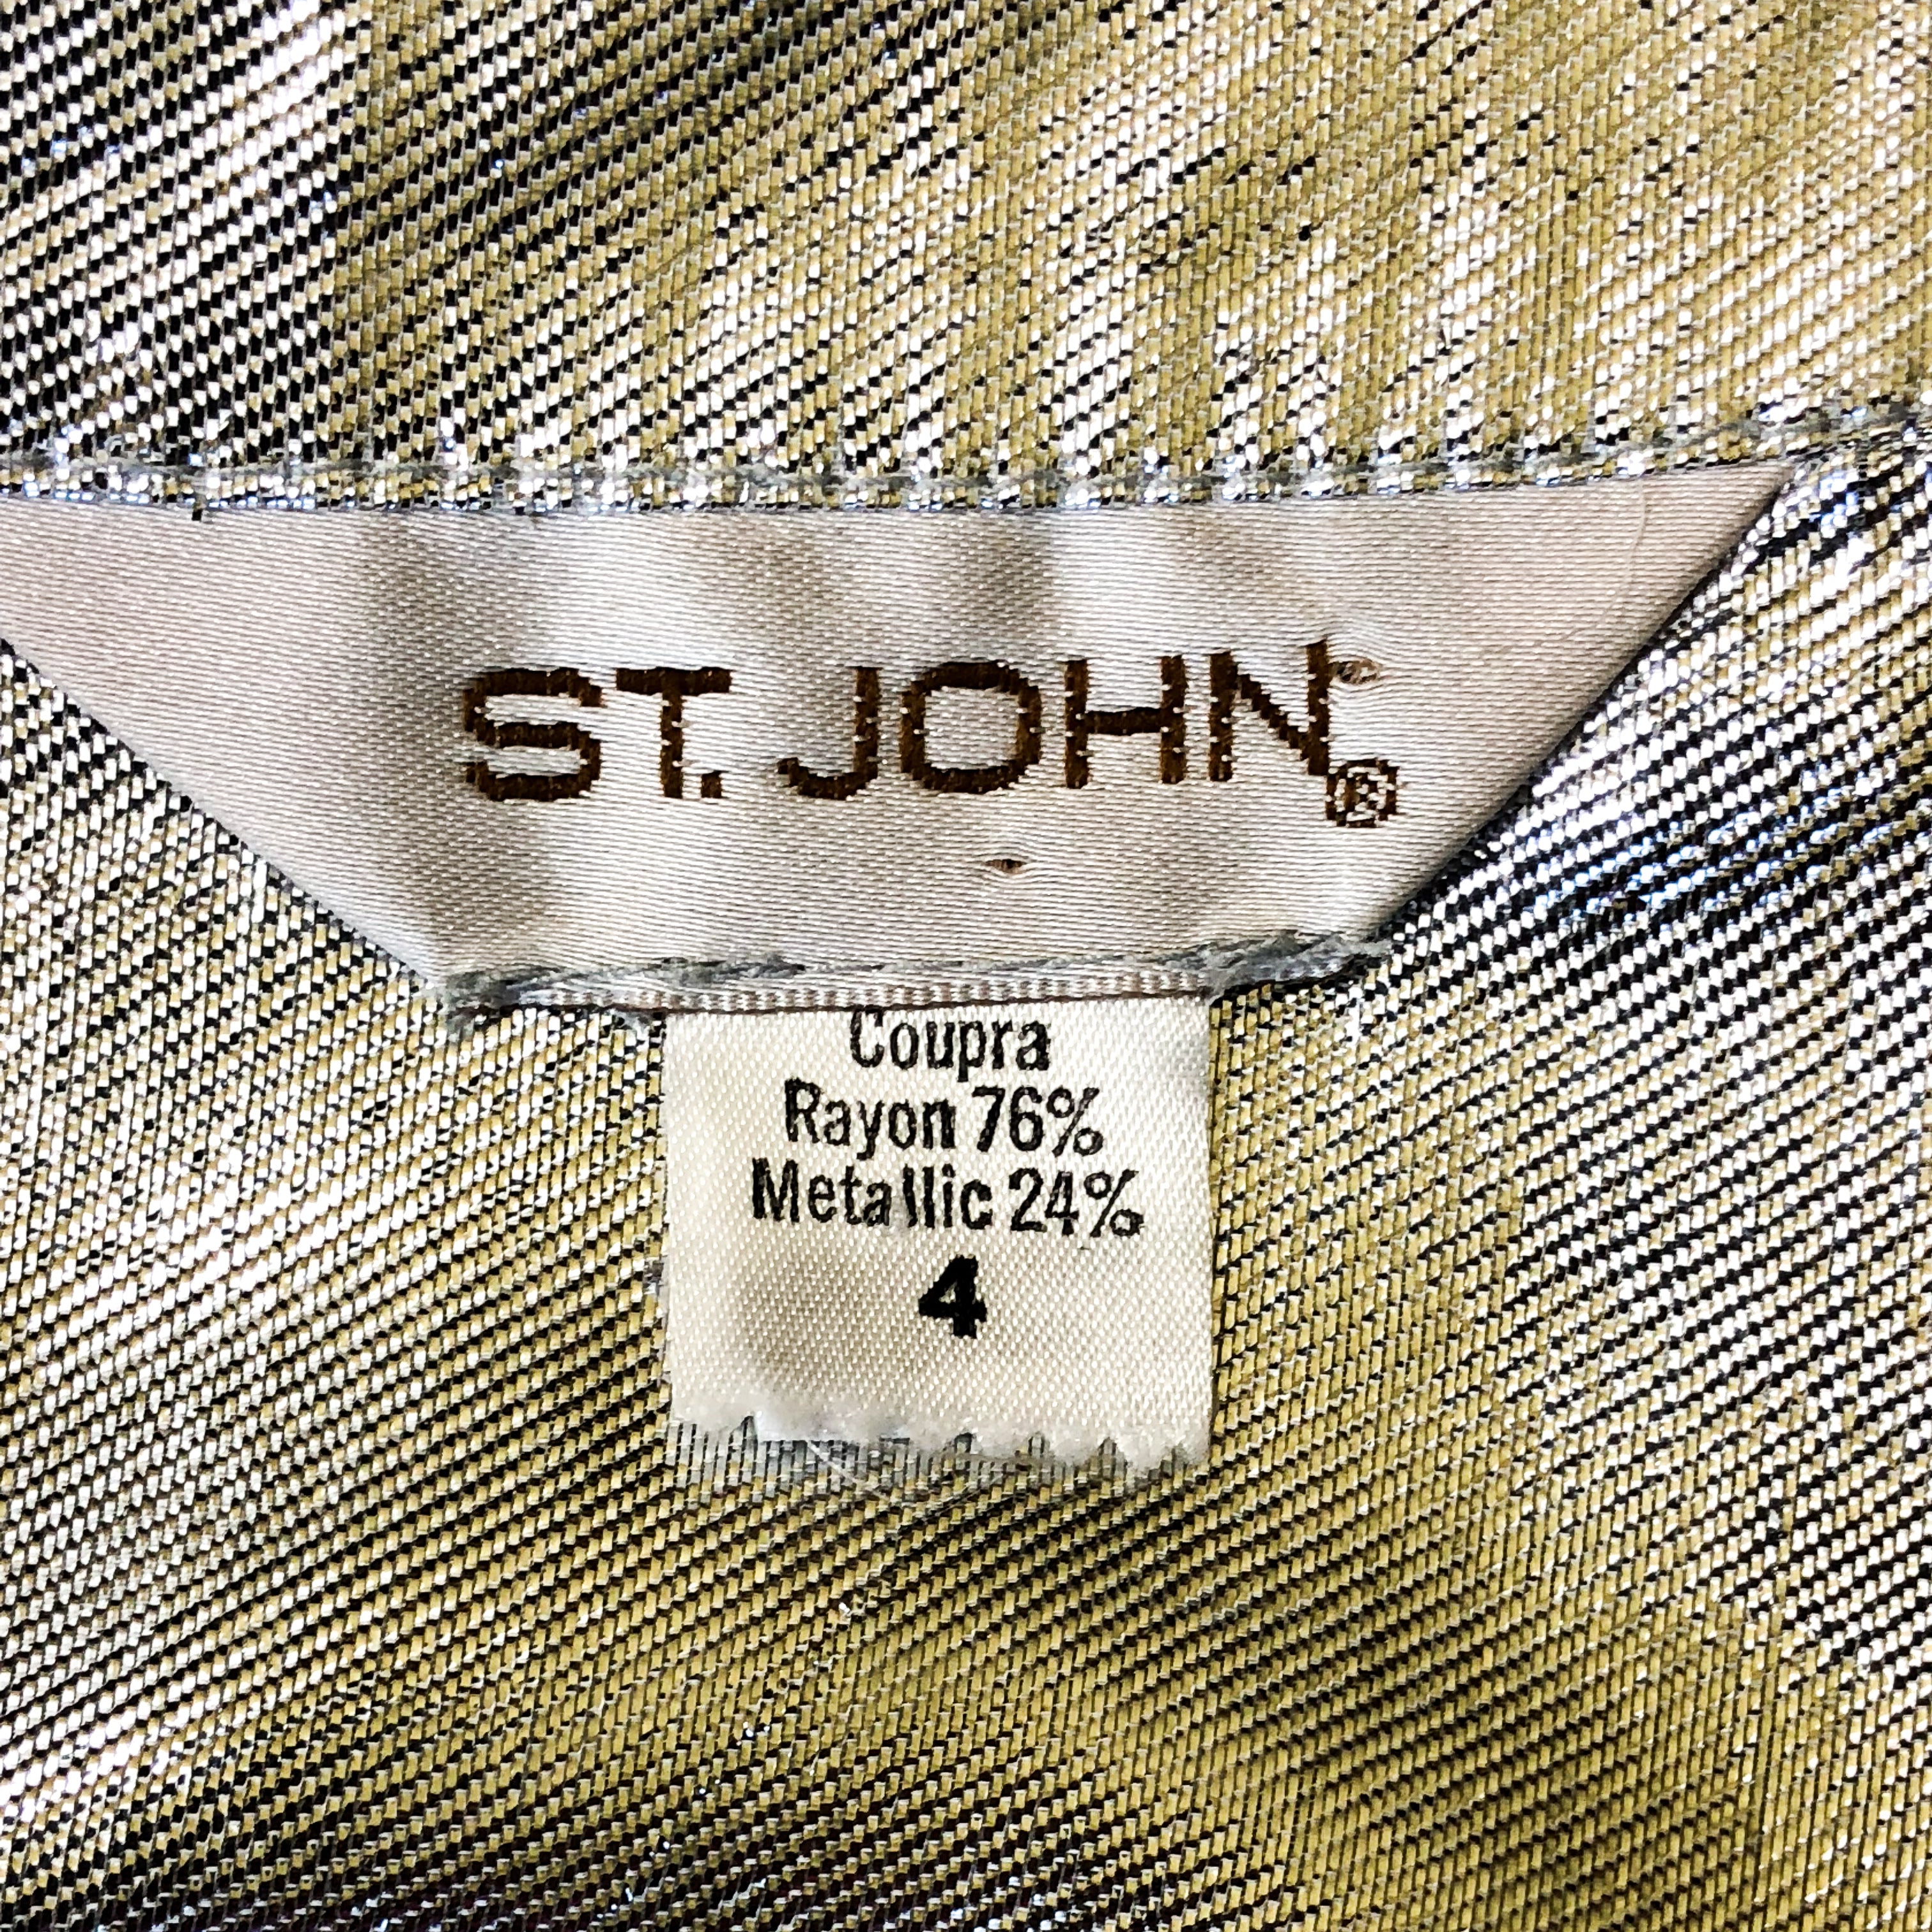 ST. JOHN®
Coupra
Rayon 76%
Metallic 24%
4